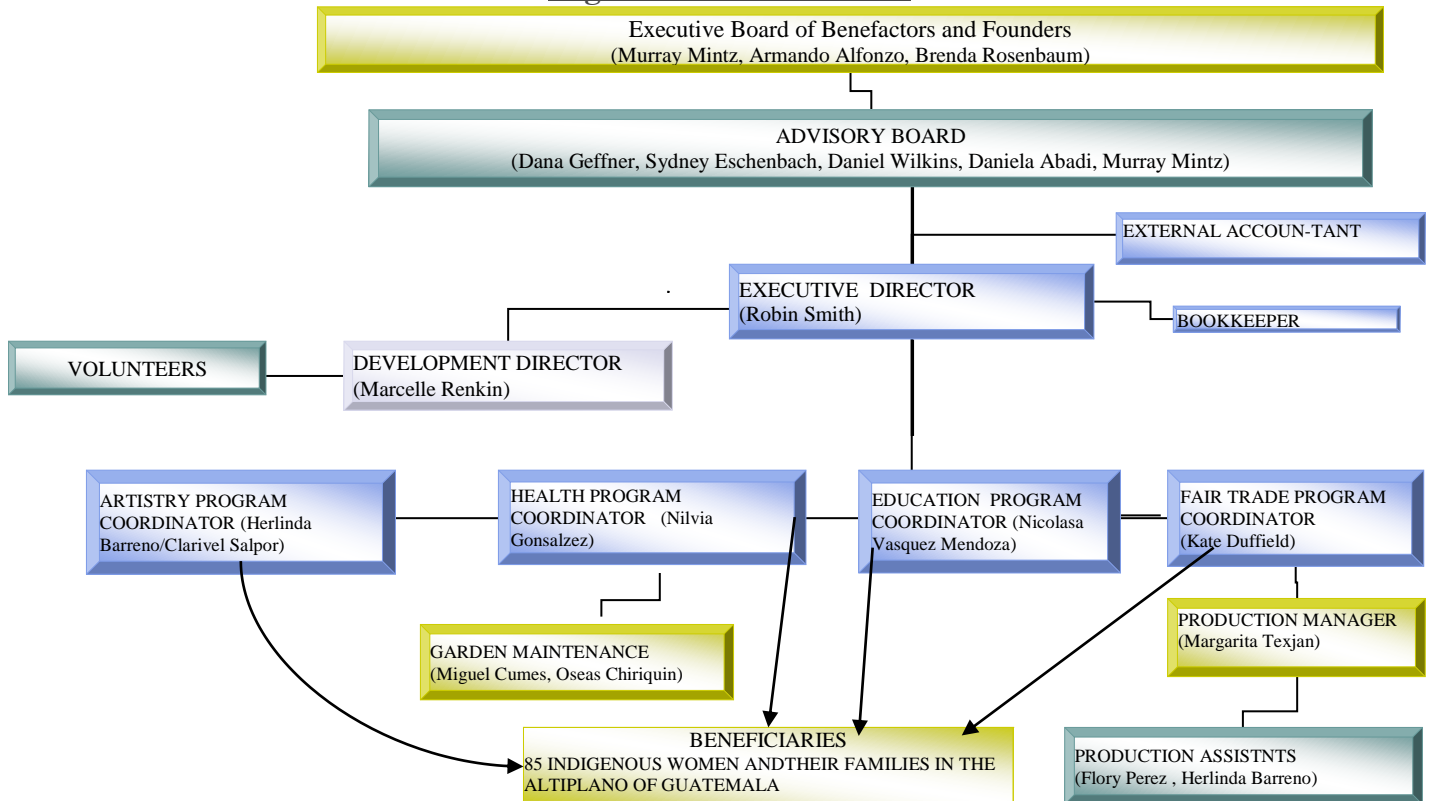 Executive Board of Benefactors and Founders
(Murray Mintz, Armando Alfonzo, Brenda Rosenbaum)
ADVISORY BOARD
(Dana Geffner, Sydney Eschenbach, Daniel Wilkins, Daniela Abadi, Murray Mintz)
EXTERNAL ACCOUN-TANT
EXECUTIVE DIRECTOR
(Robin Smith)
BOOKKEEPER
VOLUNTEERS
DEVELOPMENT DIRECTOR
(Marcelle Renkin)
ARTISTRY PROGRAM
COORDINATOR (Herlinda
Barreno/Clarivel Salpor)
HEALTH PROGRAM
COORDINATOR (Nilvia
Gonsalzez)
EDUCATION PROGRAM
COORDINATOR (Nicolasa
Vasquez Mendoza)
FAIR TRADE PROGRAM
COORDINATOR
(Kate Duffield)
GARDEN MAINTENANCE
(Miguel Cumes, Oseas Chiriquin)
PRODUCTION MANAGER
(Margarita Texjan)
BENEFICIARIES
85 INDIGENOUS WOMEN ANDTHEIR FAMILIES IN THE
ALTIPLANO OF GUATEMALA
PRODUCTION ASSISTNTS
(Flory Perez , Herlinda Barreno)